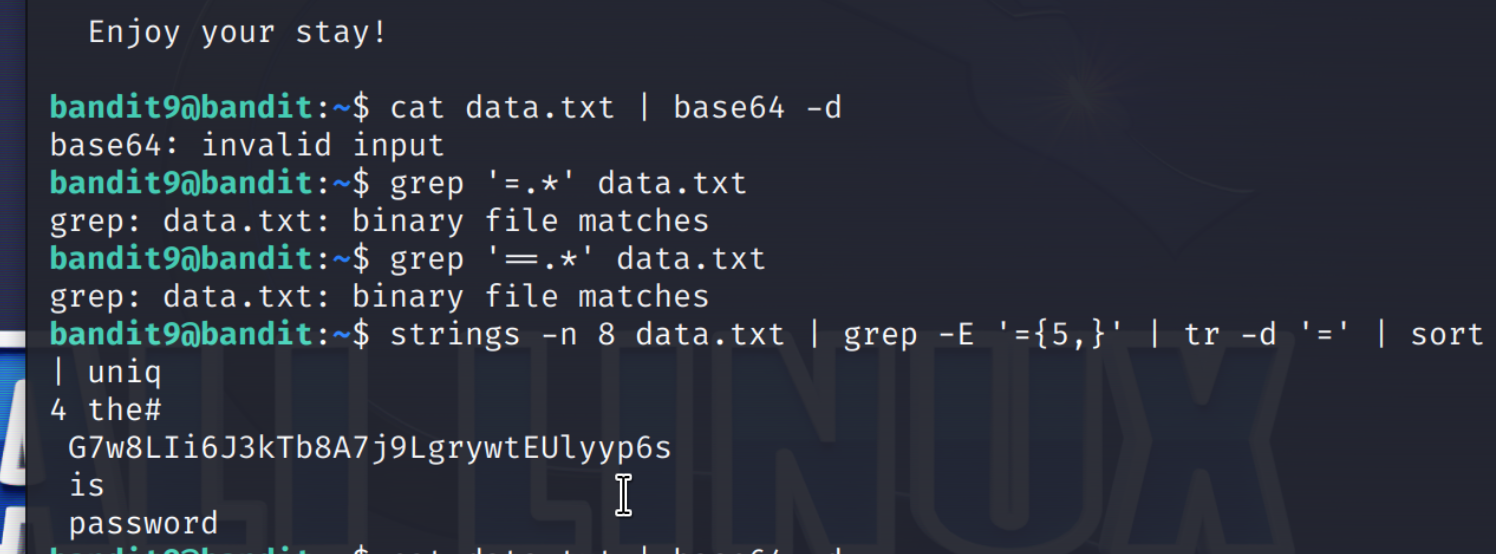 Enjoy your stay!
bandit9@bandit:~$ cat data.txt | base64 -d
base64: invalid input
bandit9@bandit:~$ grep '=.*' data.txt
grep: data.txt: binary file matches
bandit9@bandit:~$ grep '==.*' data.txt
grep: data.txt: binary file matches
bandit9@bandit:~$ strings -n 8 data.txt | grep -E '={5,}' | tr -d '=' | sort
| uniq
4 the#
G7w8LIi6J3kTb8A7j9LgrywtEUlyyp6s
is
password